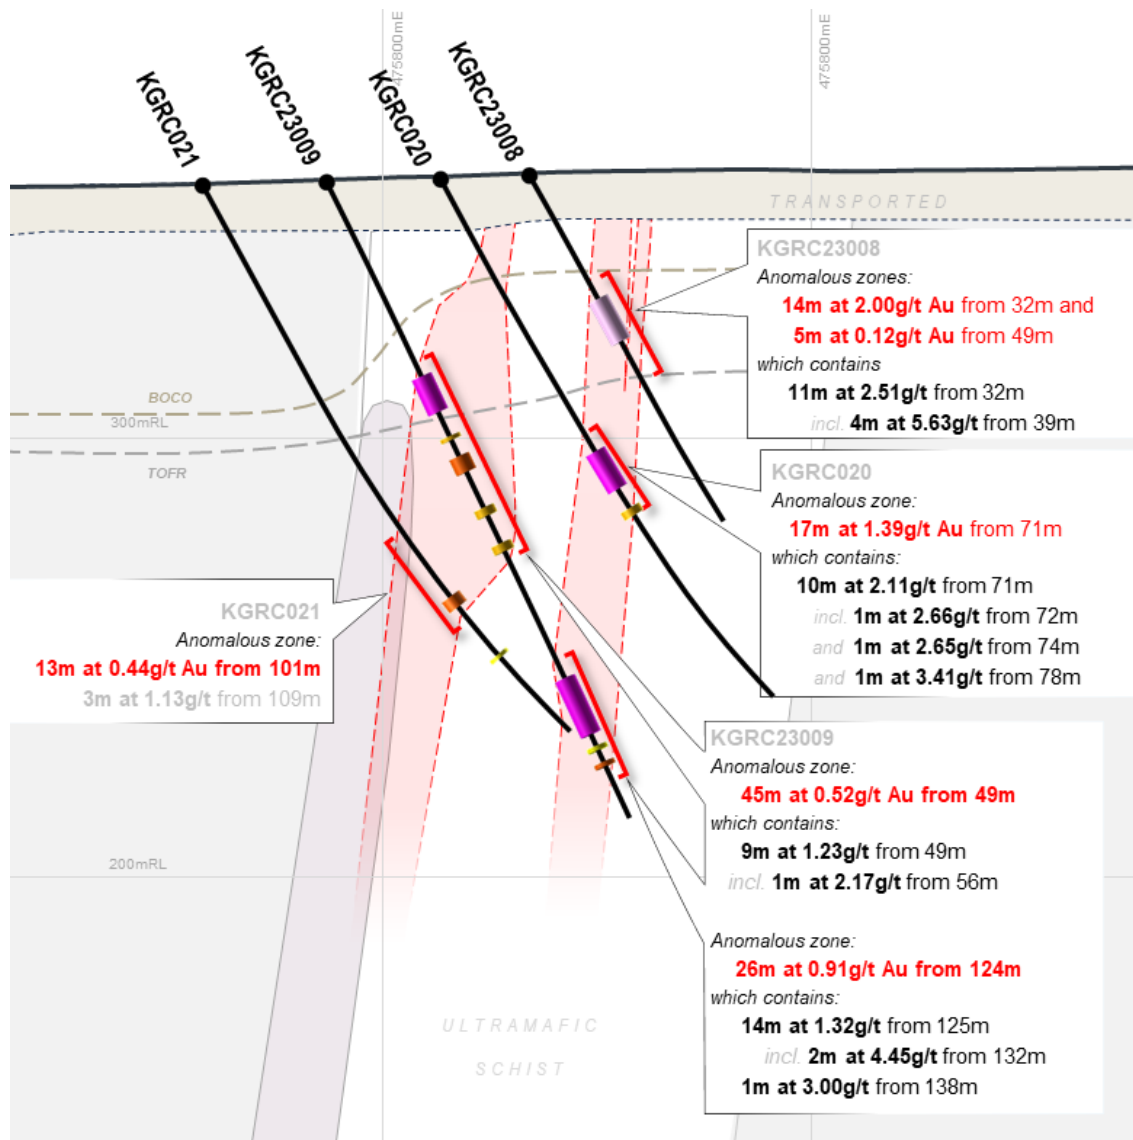 475800mE
475800mE
KGRC021
KGRC23009
KGRC020
KGRC23008
TRANSPORTED
BOCO
300mRL
TOFR
KGRC23008
Anomalous zones:
14m at 2.00g/t Au from 32m and
5m at 0.12g/t Au from 49m
which contains
11m at 2.51g/t from 32m
incl. 4m at 5.63g/t from 39m
KGRC020
Anomalous zone:
17m at 1.39g/t Au from 71m
which contains:
10m at 2.11g/t from 71m
incl. 1m at 2.66g/t from 72m
and 1m at 2.65g/t from 74m
and 1m at 3.41g/t from 78m
KGRC021
Anomalous zone:
13m at 0.44g/t Au from 101m
3m at 1.13g/t from 109m
KGRC23009
Anomalous zone:
45m at 0.52g/t Au from 49m
which contains:
9m at 1.23g/t from 49m
incl. 1m at 2.17g/t from 56m
200mRL
Anomalous zone:
26m at 0.91g/t Au from 124m
which contains:
14m at 1.32g/t from 125m
incl. 2m at 4.45g/t from 132m
1m at 3.00g/t from 138m
ULTRAMAFIC
SCHIST